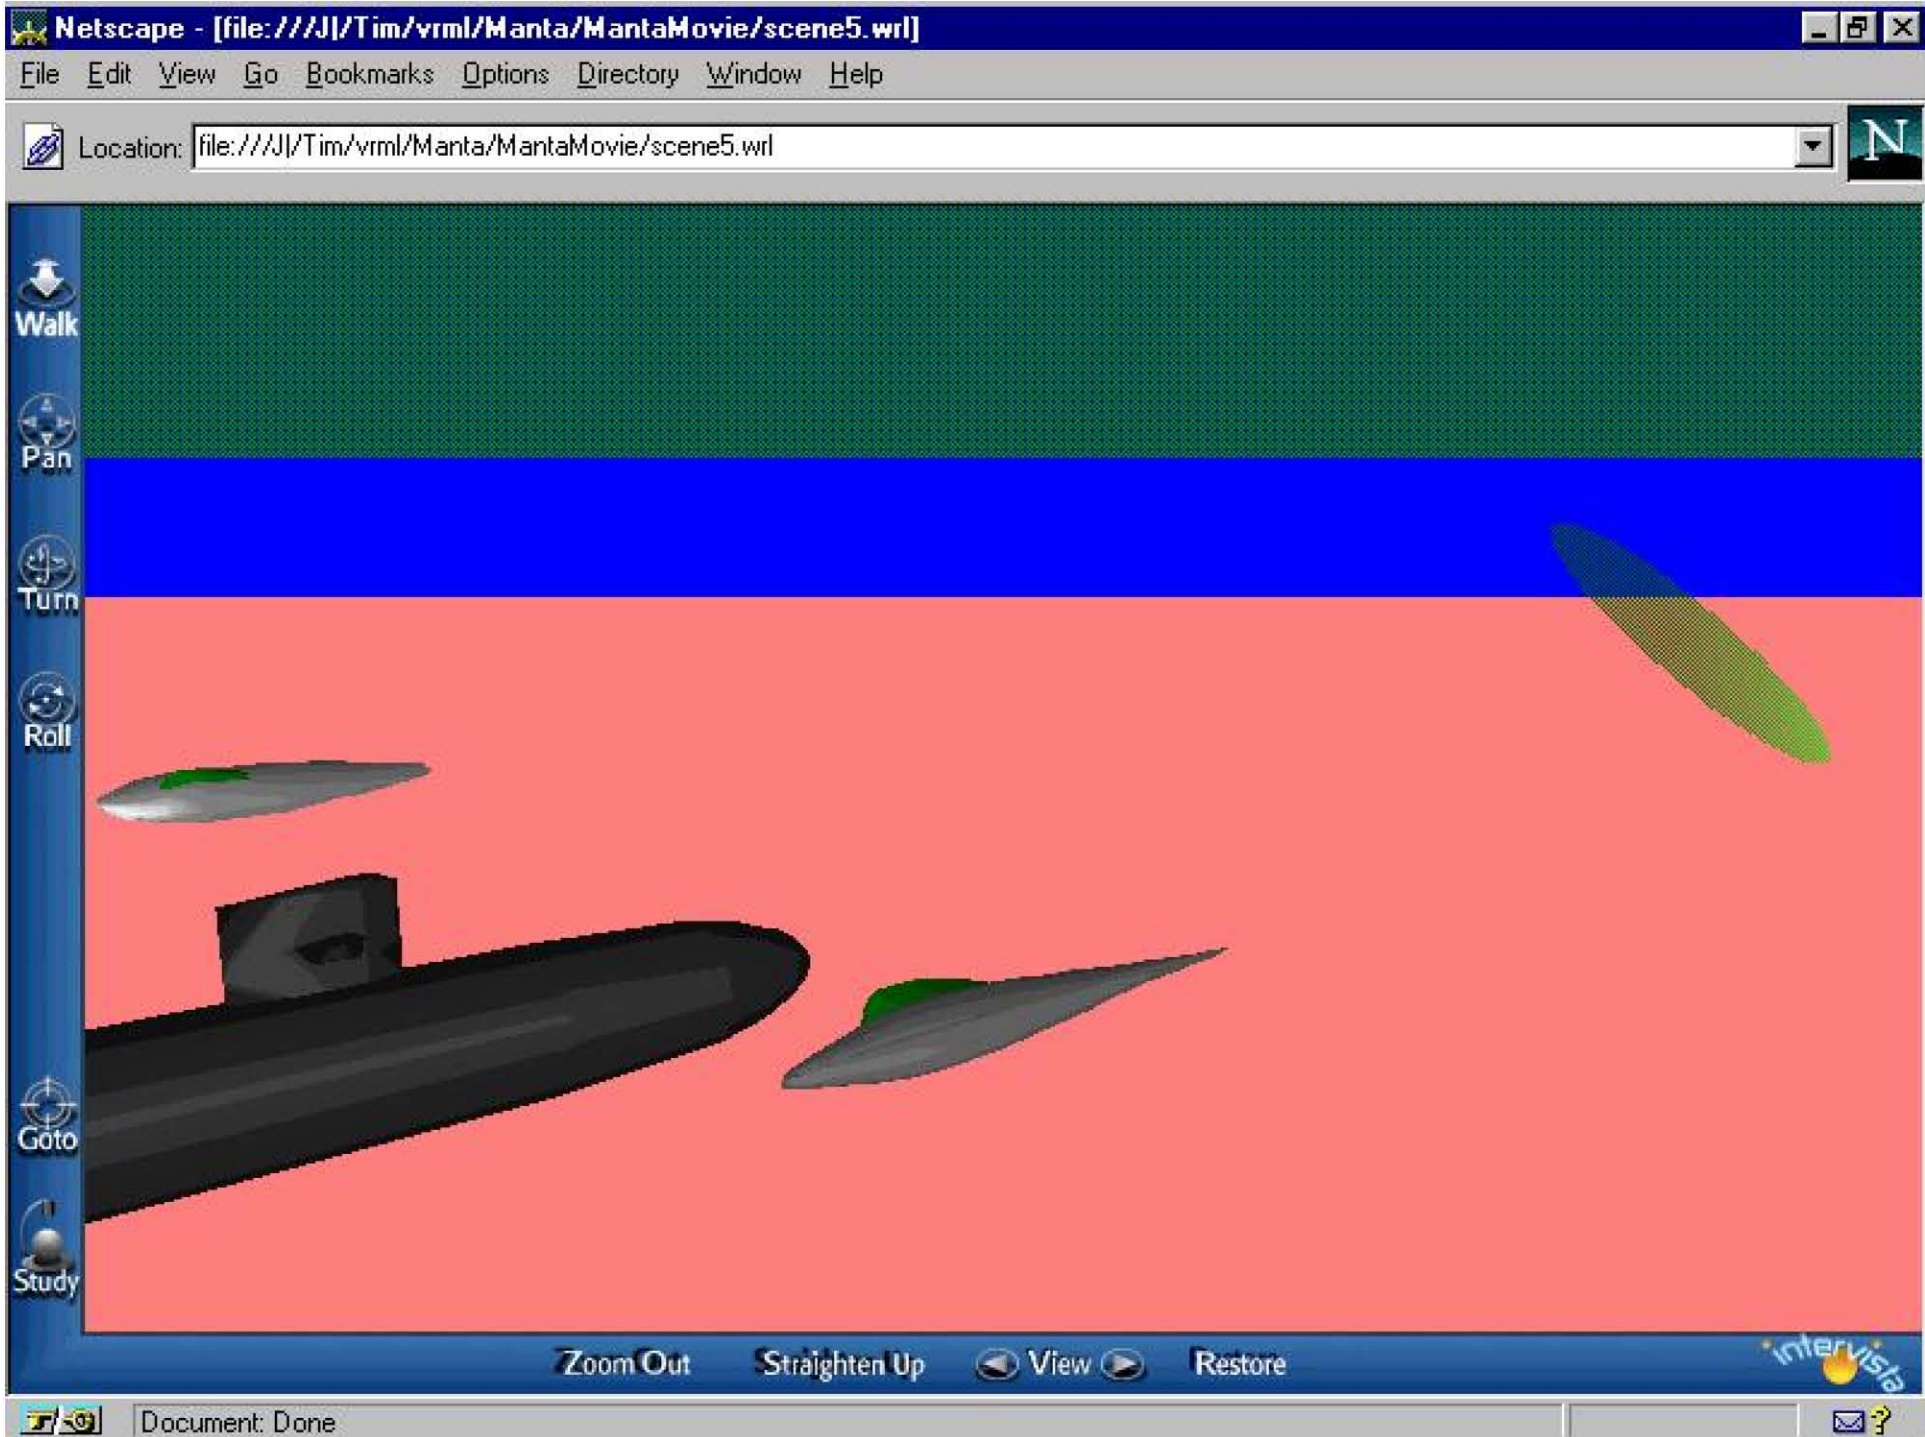 Netscape - [file:///J|/Tim/vrml/Manta/MantaMovie/scene5.wrl]
File Edit View Go Bookmarks Options Directory Window Help
Location: file:///J|/Tim/vrml/Manta/MantaMovie/scene5.wrl
N
Walk
Pan
Turn
Roll
Goto
Study
Zoom Out Straighten Up View Restore
intervista
Document: Done
?